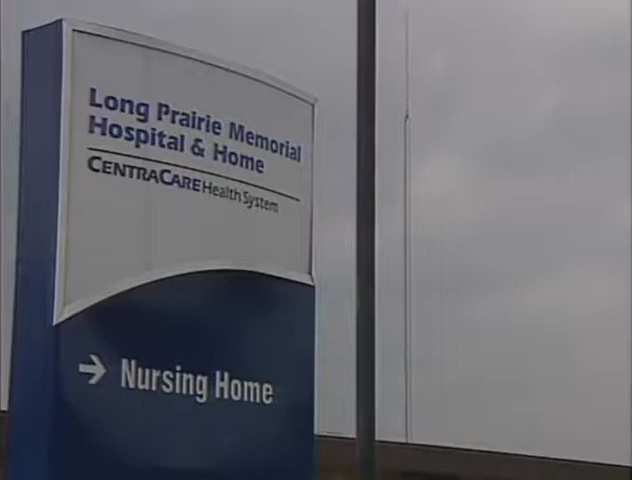 Long Prairie Memorial
Hospital & Home
CENTRACARE Health System
→ Nursing Home